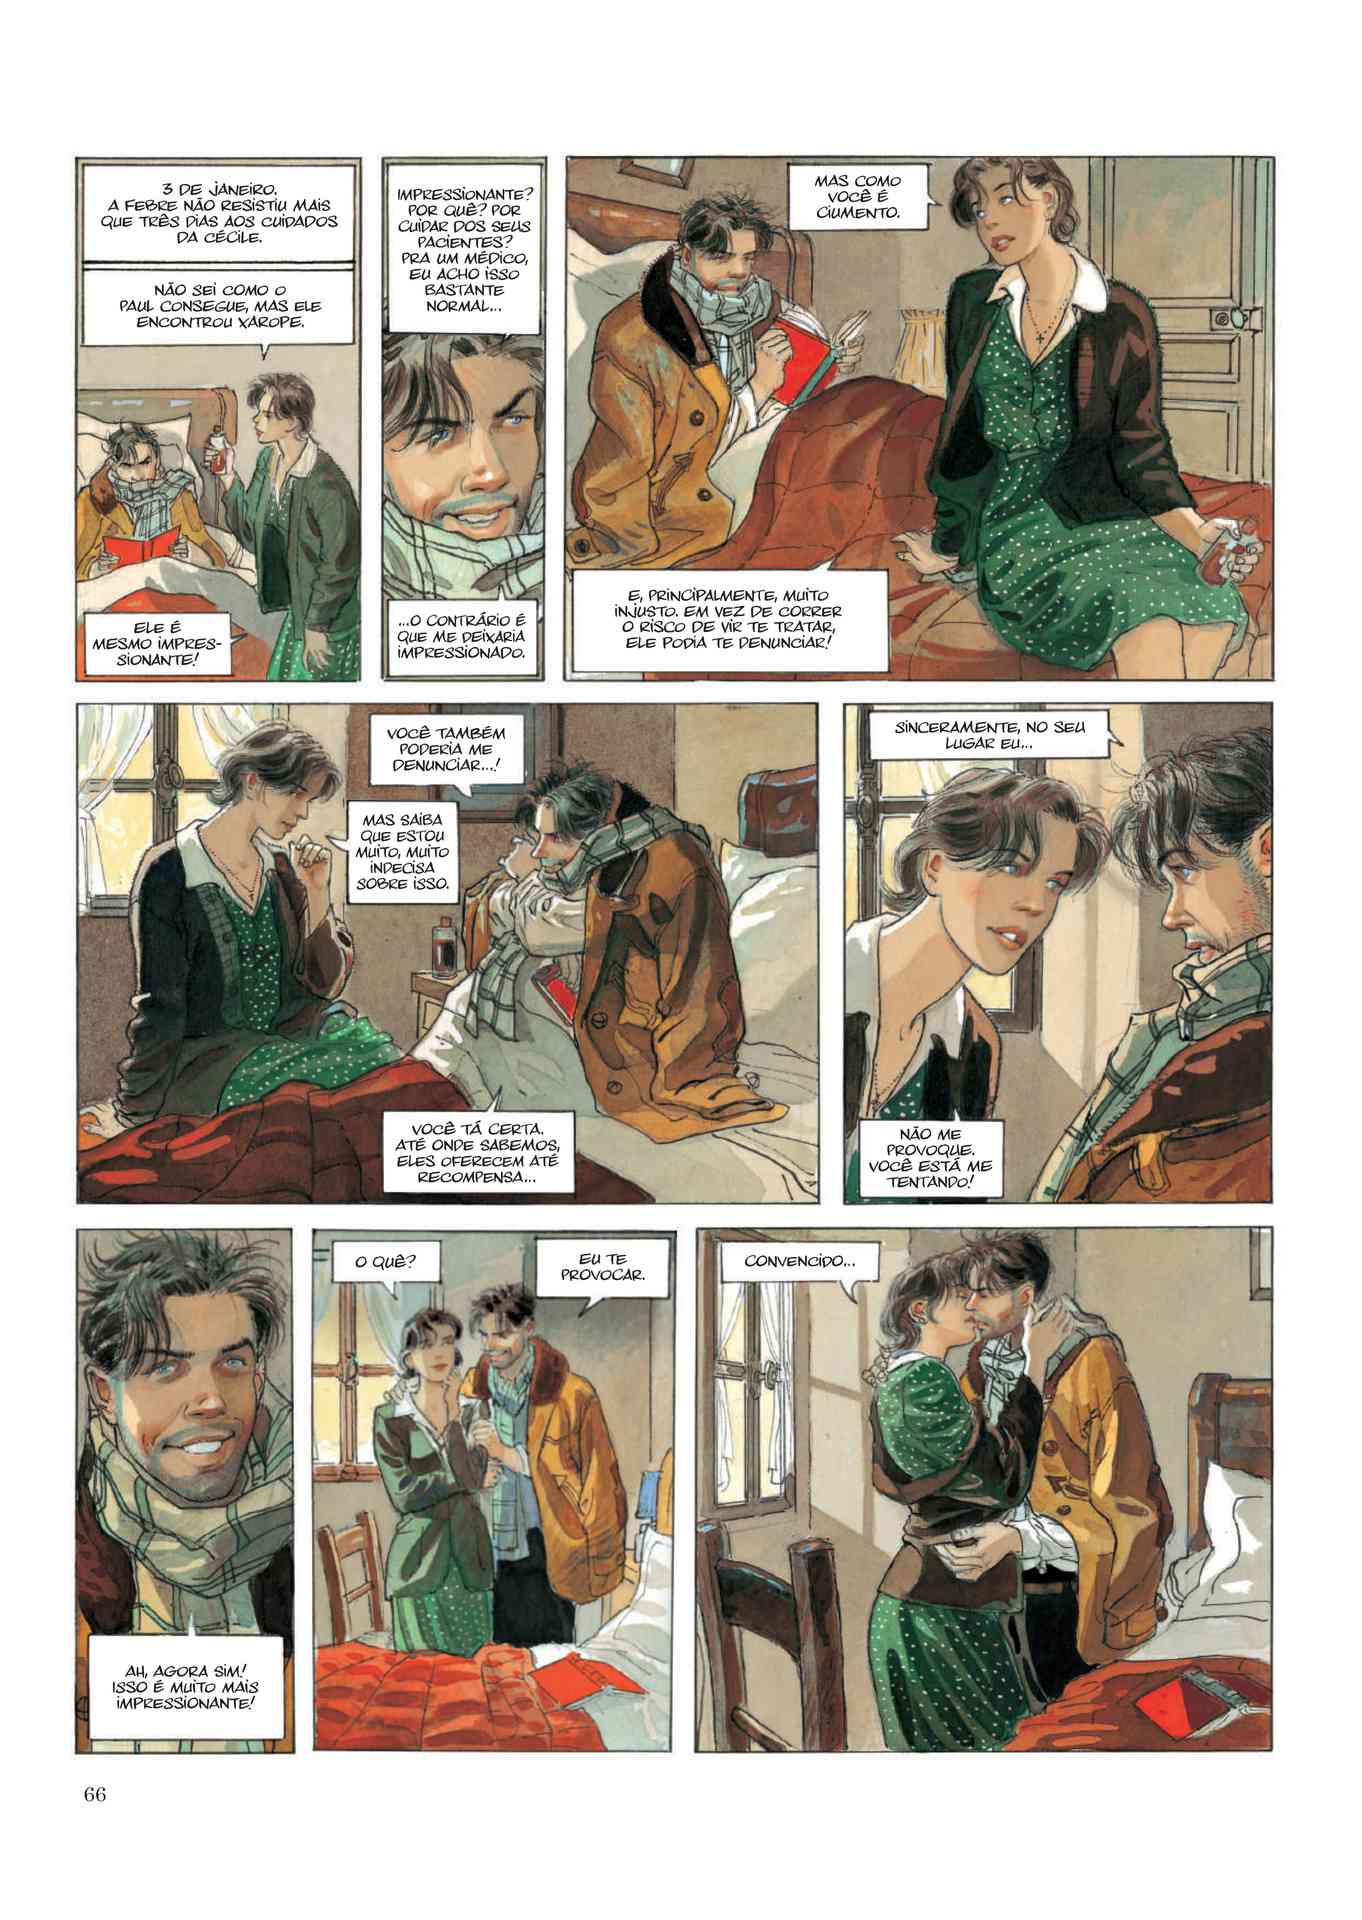 3 DE JANEIRO.
A FEBRE NÃO RESISTIU MAIS
QUE TRÊS DIAS AOS CUIDADOS
DA CÉCILE.
NÃO SEI COMO O
PAUL CONSEGUE, MAS ELE
ENCONTROU XAROPE.
ELE É
MESMO IMPRES-
SIONANTE!
IMPRESSIONANTE?
POR QUÊ? POR
CUIDAR DOS SEUS
PACIENTES?
PRA UM MÉDICO,
EU ACHO ISSO
BASTANTE
NORMAL...
...O CONTRÁRIO É
QUE ME DEIXARIA
IMPRESSIONADO.
MAS COMO
VOCÊ É
CIUMENTO.
E, PRINCIPALMENTE, MUITO
INJUSTO. EM VEZ DE CORRER
O RISCO DE VIR TE TRATAR,
ELE PODIA TE DENUNCIAR!
VOCÊ TAMBÉM
PODERIA ME
DENUNCIAR...!
MAS SAIBA
QUE ESTOU
MUITO, MUITO
INDECISA
SOBRE ISSO.
VOCÊ TÁ CERTA.
ATÉ ONDE SABEMOS,
ELES OFERECEM ATÉ
RECOMPENSA...
SINCERAMENTE, NO SEU
LUGAR EU...
NÃO ME
PROVOQUE.
VOCÊ ESTÁ ME
TENTANDO!
AH, AGORA SIM!
ISSO É MUITO MAIS
IMPRESSIONANTE!
O QUÊ?
EU TE
PROVOCAR.
CONVENCIDO...
66